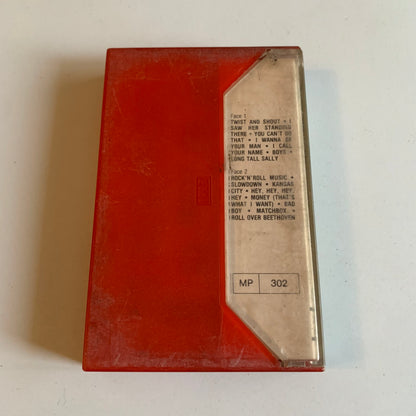 Face 1
TWIST AND SHOUT • I
SAW HER STANDING
THERE • YOU CAN'T DO
THAT • I WANNA BE
YOUR MAN • I CALL
YOUR NAME • BOYS •
LONG TALL SALLY
Face 2
ROCK'N'ROLL MUSIC •
SLOWDOWN • KANSAS
CITY • HEY, HEY, HEY,
HEY • MONEY (THAT'S
WHAT I WANT) • BAD
BOY • MATCHBOX •
ROLL OVER BEETHOVEN
MP 302